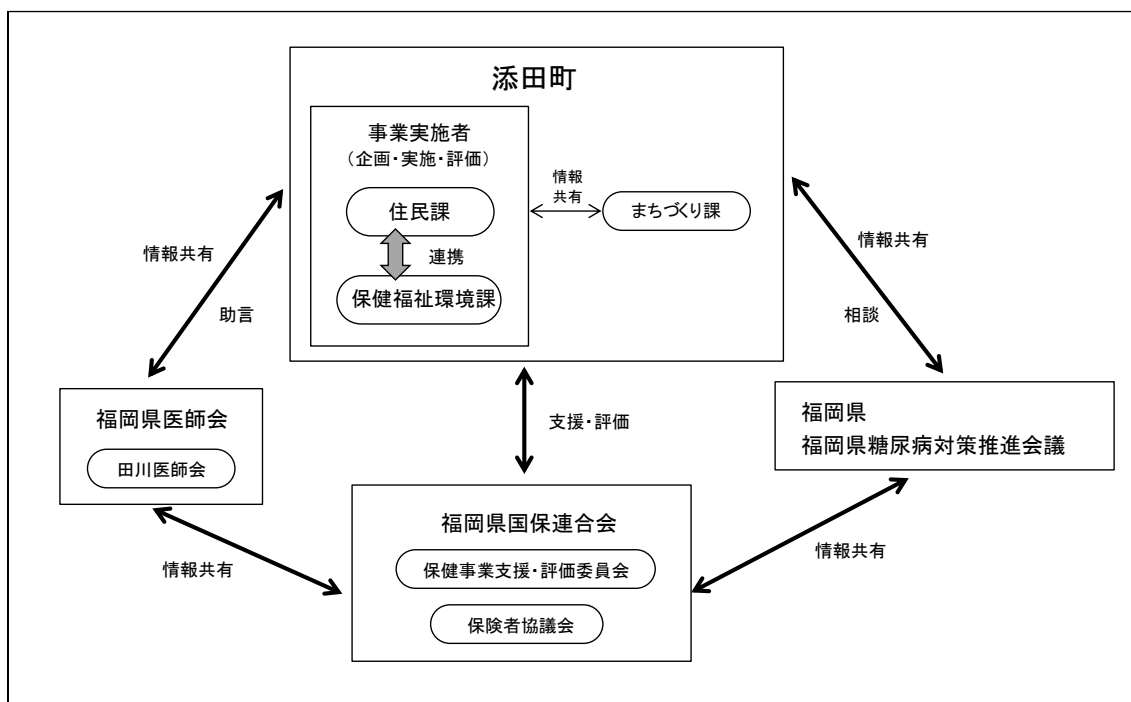 添田町
事業実施者
（企画・実施・評価）
住民課
連携
保健福祉環境課
情報
共有
まちづくり課
情報共有
助言
情報共有
相談
福岡県医師会
田川医師会
支援・評価
福岡県
福岡県糖尿病対策推進会議
福岡県国保連合会
保健事業支援・評価委員会
保険者協議会
情報共有
情報共有